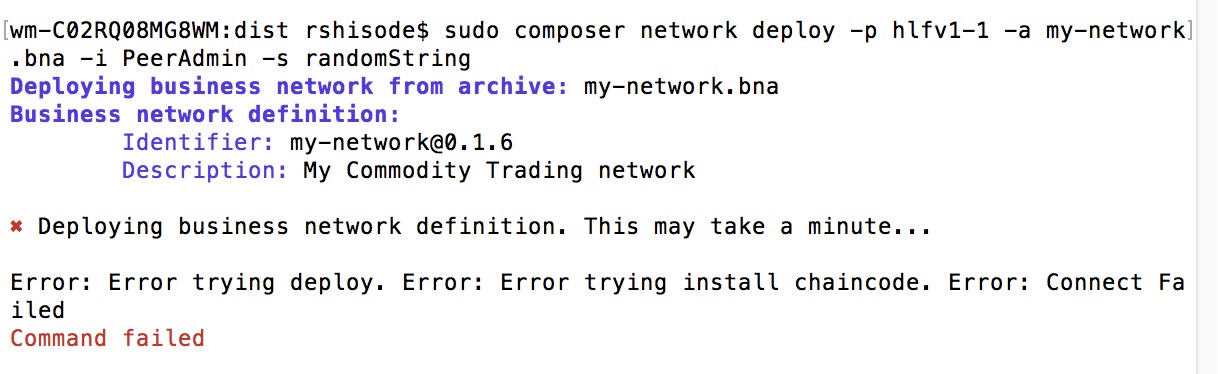 [wm-C02RQ08MG8WM:dist rshisode$ sudo composer network deploy -p hlfv1-1 -a my-network]
.bna -i PeerAdmin -s randomString
Deploying business network from archive: my-network.bna
Business network definition:
Identifier: my-network@0.1.6
Description: My Commodity Trading network
✖ Deploying business network definition. This may take a minute...
Error: Error trying deploy. Error: Error trying install chaincode. Error: Connect Fa
iled
Command failed